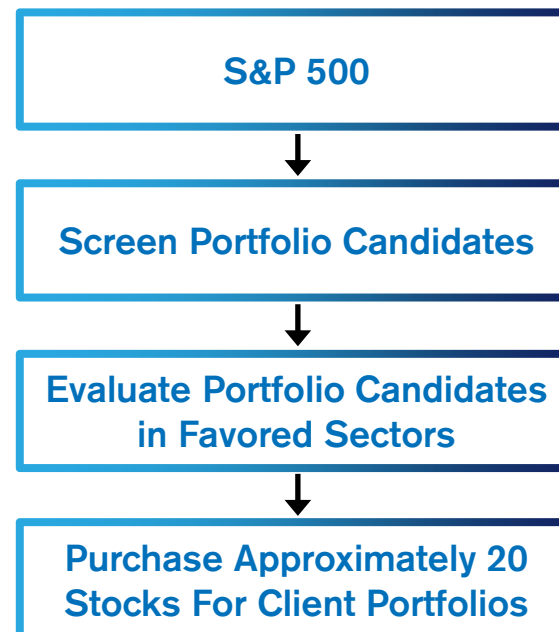 S&P 500
Screen Portfolio Candidates
Evaluate Portfolio Candidates
in Favored Sectors
Purchase Approximately 20
Stocks For Client Portfolios